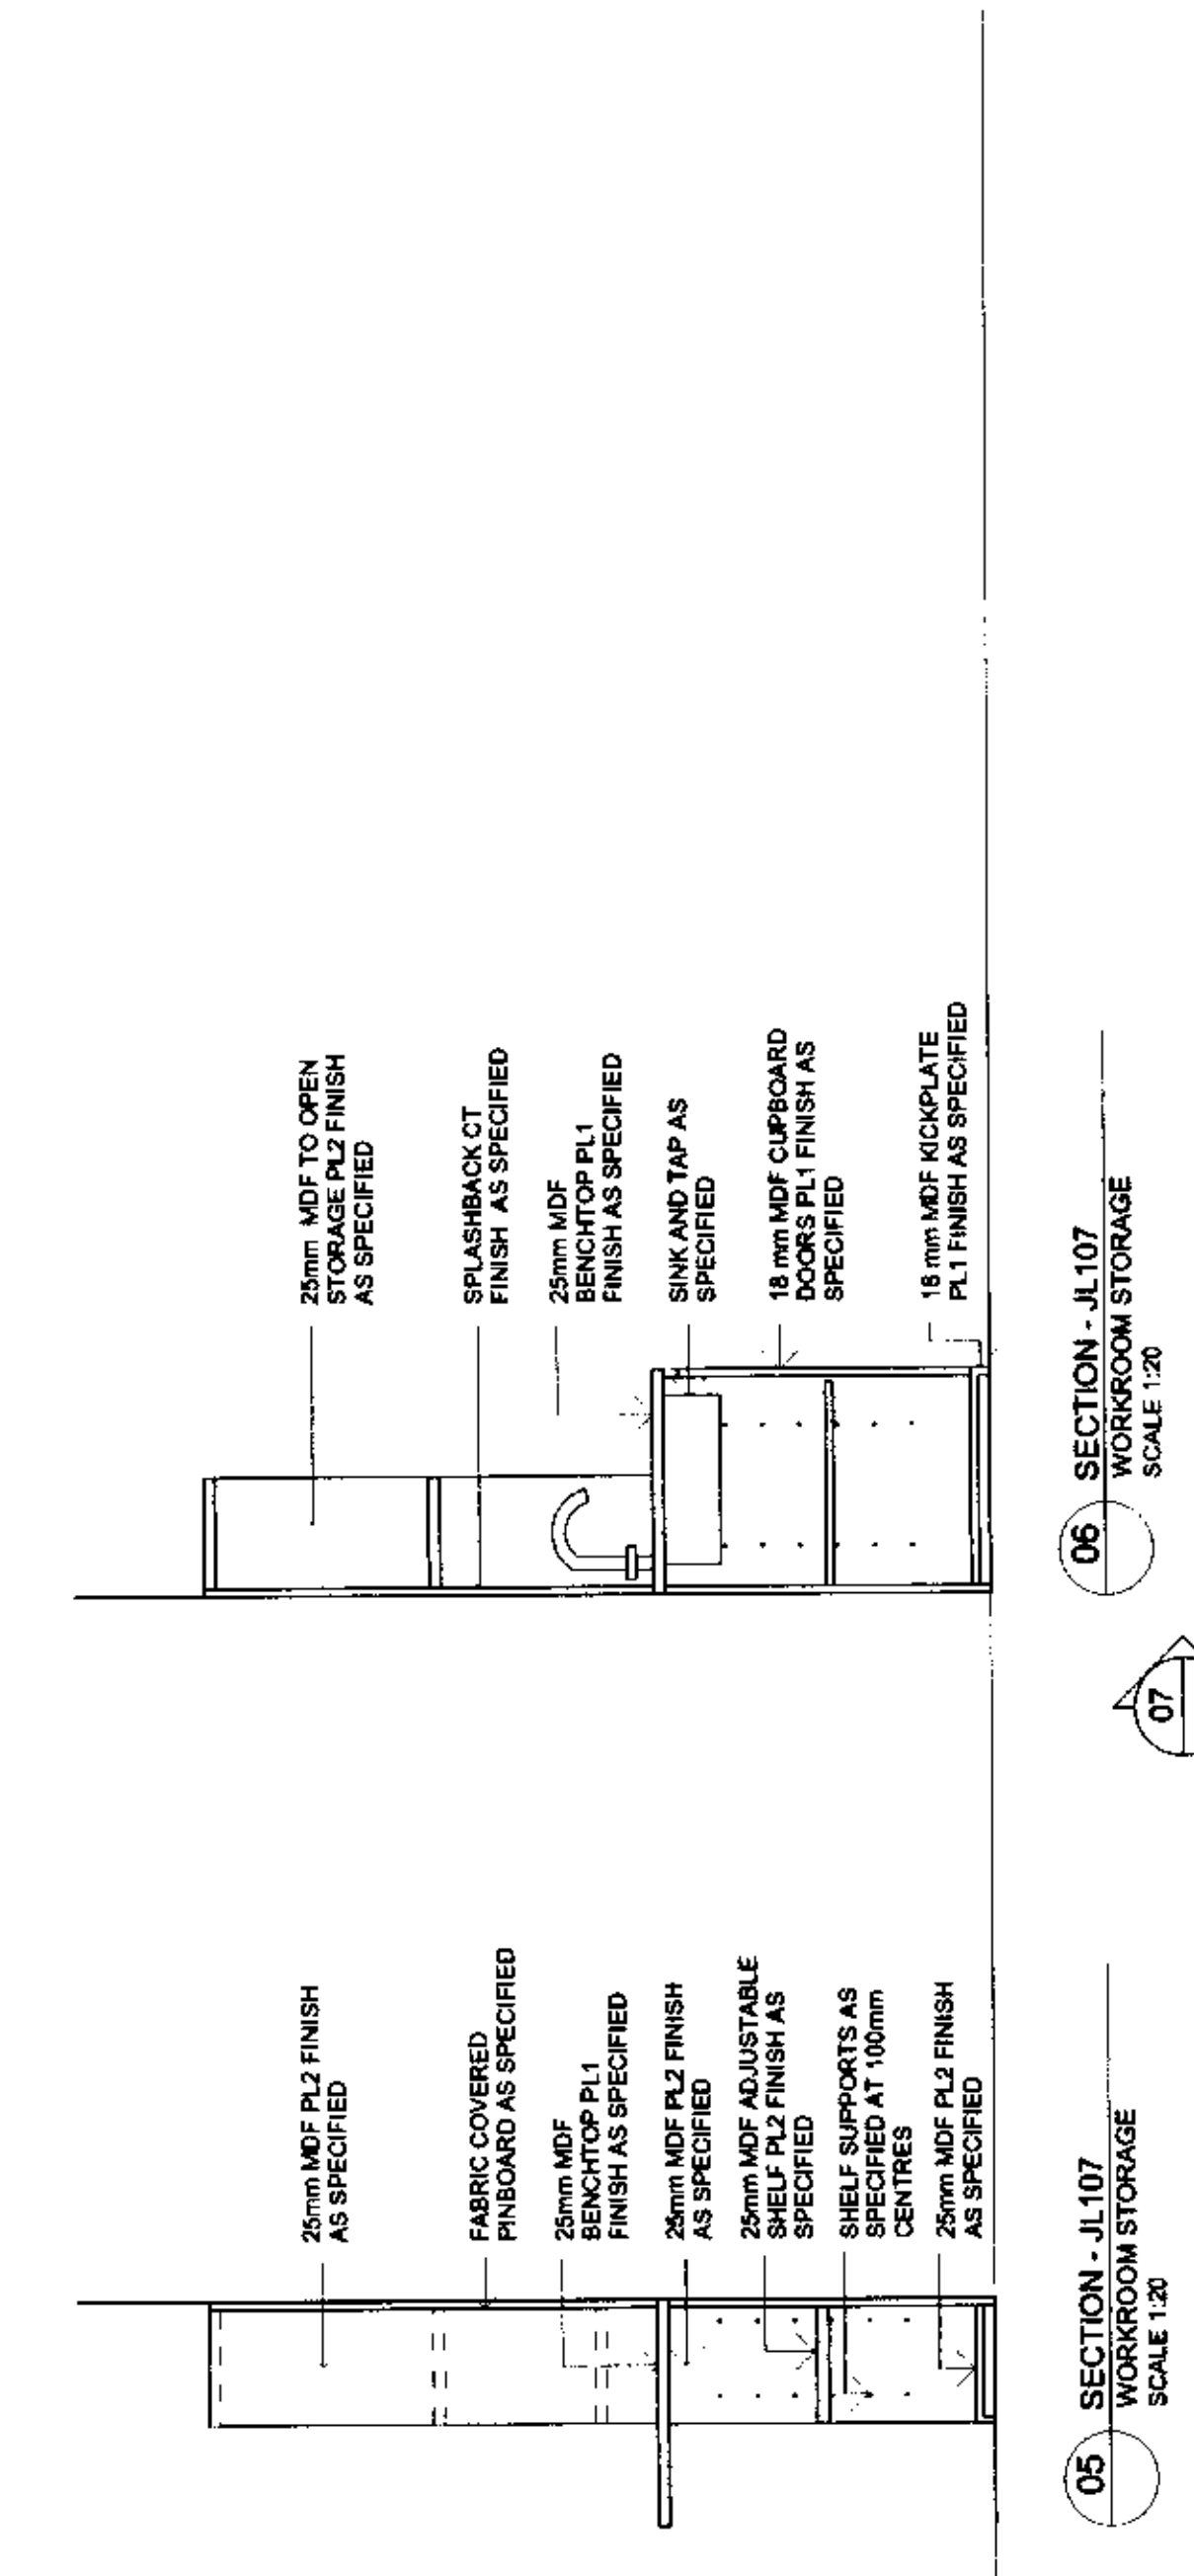 25mm MDF PL2 FINISH
AS SPECIFIED
FABRIC COVERED
PINBOARD AS SPECIFIED
25mm MDF
BENCHTOP PL1
FINISH AS SPECIFIED
25mm MDF PL2 FINISH
AS SPECIFIED
25mm MDF ADJUSTABLE
SHELF PL2 FINISH AS
SPECIFIED
SHELF SUPPORTS AS
SPECIFIED AT 100mm
CENTRES
25mm MDF PL2 FINISH
AS SPECIFIED
05 SECTION - JL107
WORKROOM STORAGE
SCALE 1:20
25mm MDF TO OPEN
STORAGE PL2 FINISH
AS SPECIFIED
SPLASHBACK CT
FINISH AS SPECIFIED
25mm MDF
BENCHTOP PL1
FINISH AS SPECIFIED
SINK AND TAP AS
SPECIFIED
18 mm MDF CUPBOARD
DOORS PL1 FINISH AS
SPECIFIED
18 mm MDF KICKPLATE
PL1 FINISH AS SPECIFIED
06 SECTION - JL107
WORKROOM STORAGE
SCALE 1:20
07